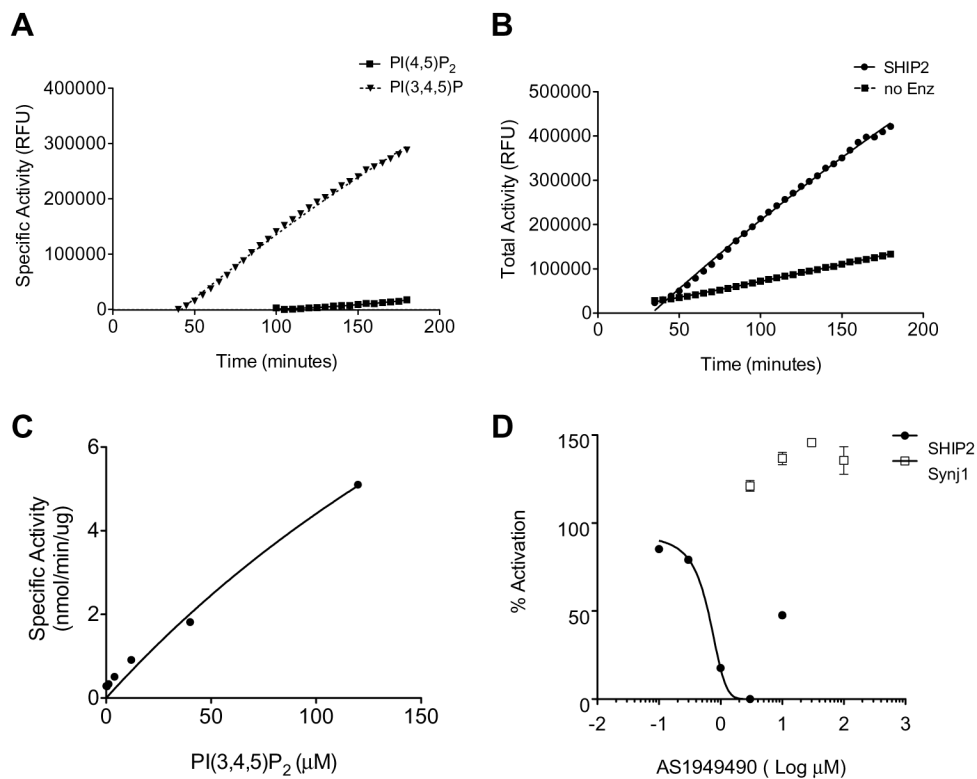 A
PI(4,5)P2
PI(3,4,5)P
400000
300000
200000
100000
0
0 50 100 150 200
Specific Activity (RFU)
Time (minutes)
B
SHIP2
no Enz
500000
400000
300000
200000
100000
0
0 50 100 150 200
Total Activity (RFU)
Time (minutes)
C
6
4
2
0
0 50 100 150
Specific Activity
(nmol/min/ug)
PI(3,4,5)P2 (μM)
D
SHIP2
Synj1
150
100
50
0
-2 -1 0 1 2 3
% Activation
AS1949490 ( Log μM)